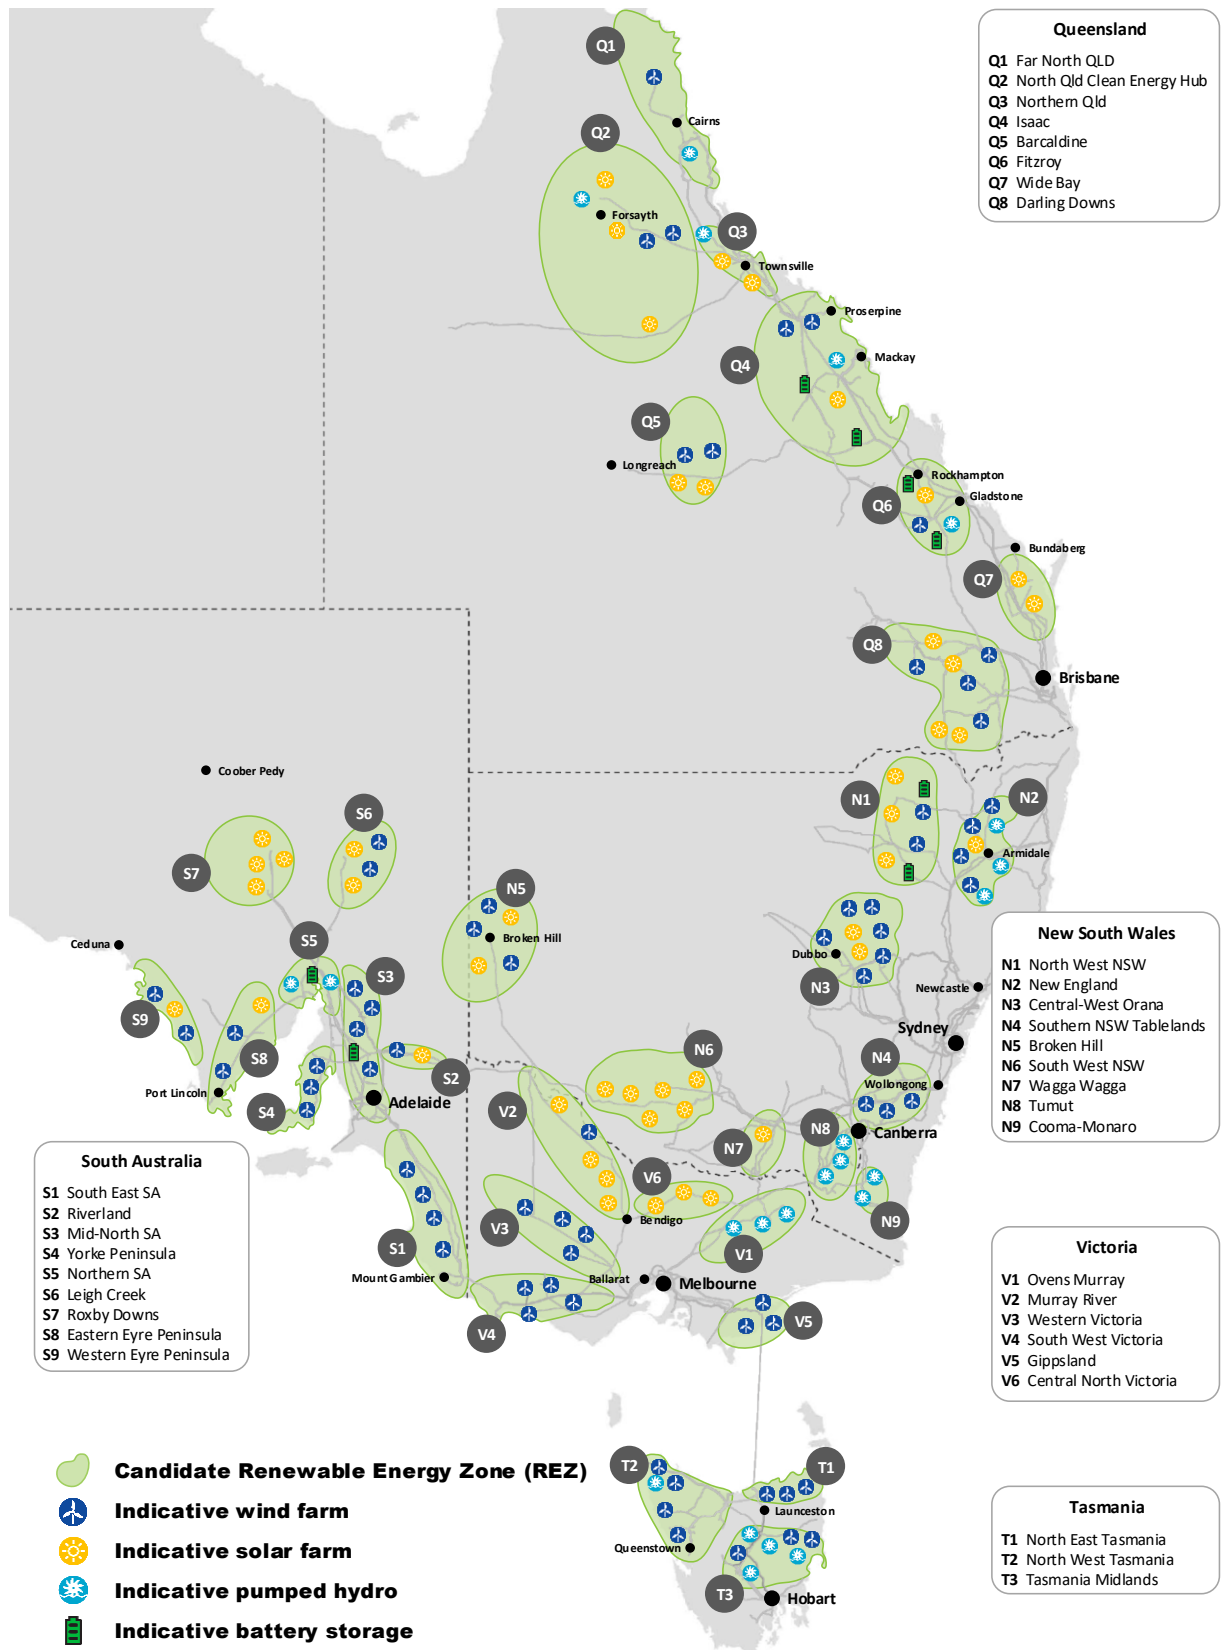 Queensland
Q1 Far North QLD
Q2 North Qld Clean Energy Hub
Q3 Northern Qld
Q4 Isaac
Q5 Barcaldine
Q6 Fitzroy
Q7 Wide Bay
Q8 Darling Downs
Q1
Cairns
Q2
Forsayth
Q3
Townsville
Proserpine
Mackay
Q4
Q5
Longreach
Rockhampton
Gladstone
Q6
Bundaberg
Q7
Q8
Brisbane
Coober Pedy
N1
N2
Armidale
S6
S7
N5
Broken Hill
Ceduna
S5
S3
Dubbo
N3
Newcastle
Sydney
S9
S8
S2
N6
N4
Wollongong
Port Lincoln
S4
Adelaide
V2
N7
N8
Canberra
V6
Bendigo
N9
V3
V1
S1
Mount Gambier
Ballarat
Melbourne
V4
V5
New South Wales
N1 North West NSW
N2 New England
N3 Central-West Orana
N4 Southern NSW Tablelands
N5 Broken Hill
N6 South West NSW
N7 Wagga Wagga
N8 Tumut
N9 Cooma-Monaro
South Australia
S1 South East SA
S2 Riverland
S3 Mid-North SA
S4 Yorke Peninsula
S5 Northern SA
S6 Leigh Creek
S7 Roxby Downs
S8 Eastern Eyre Peninsula
S9 Western Eyre Peninsula
Victoria
V1 Ovens Murray
V2 Murray River
V3 Western Victoria
V4 South West Victoria
V5 Gippsland
V6 Central North Victoria
T2
T1
Launceston
Queenstown
T3
Hobart
Tasmania
T1 North East Tasmania
T2 North West Tasmania
T3 Tasmania Midlands
Candidate Renewable Energy Zone (REZ)
Indicative wind farm
Indicative solar farm
Indicative pumped hydro
Indicative battery storage